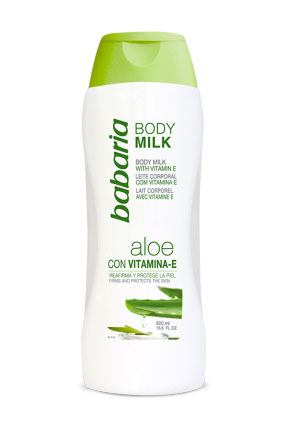 babaria
BODY
MILK
BODY MILK
WITH VITAMIN E
LEITE CORPORAL
COM VITAMINA E
LAIT CORPOREL
AVEC VITAMINE E
aloe
CON VITAMINA-E
REAFIRMA Y PROTEGE LA PIEL
FIRMS AND PROTECTS THE SKIN
500 ml